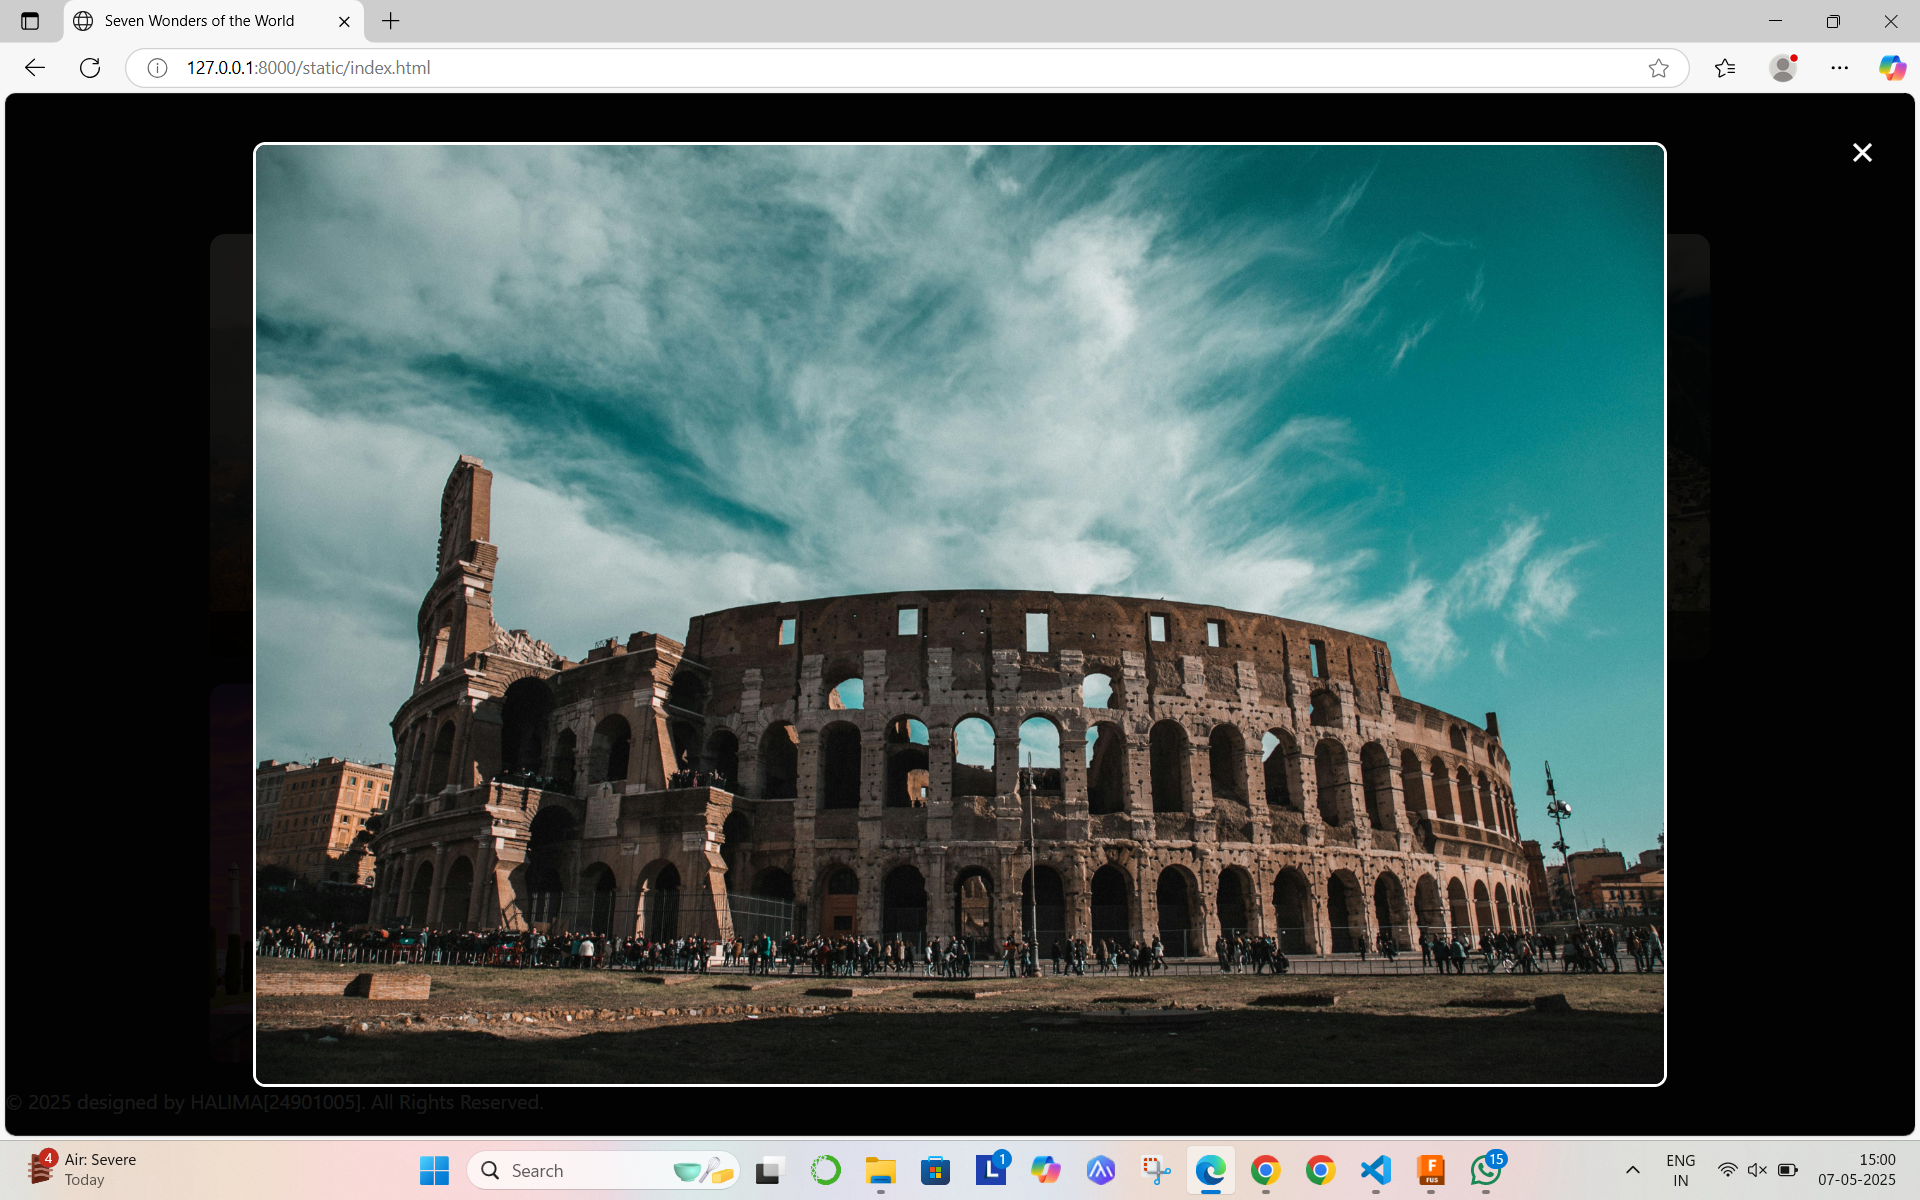 Seven Wonders of the World
127.0.0.1:8000/static/index.html
© 2025 designed by HALIMA[24901005]. All Rights Reserved.
4
Air: Severe
Today
Search
1
F
FUS
15
ENG
IN
15:00
07-05-2025